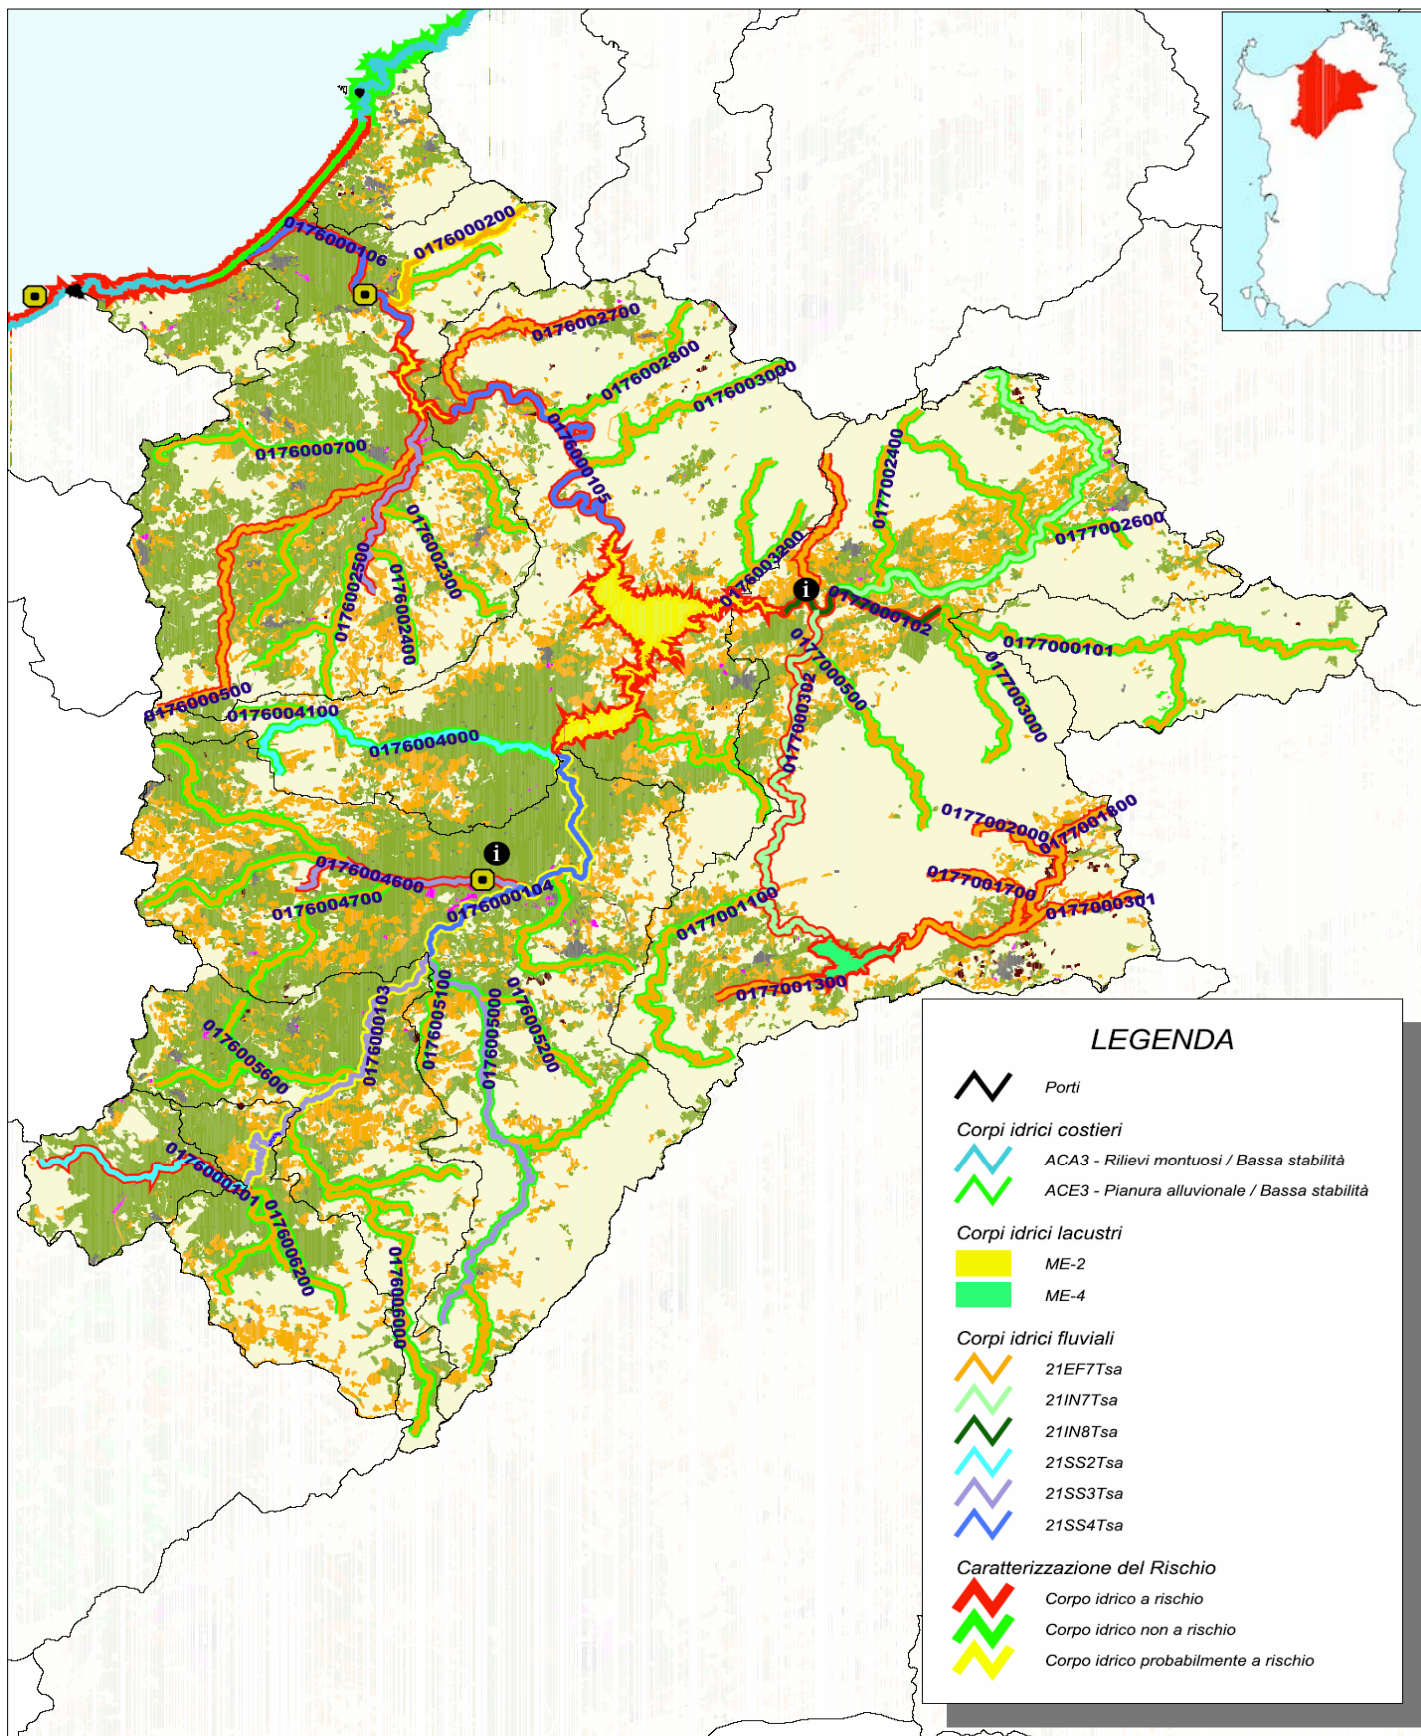 0176000106
0176000200
0176002700
0176002800
0176003000
0176000700
0176000105
0177002400
0177002600
0176002300
0176002500
0176002400
0176003200
i
0177000102
0177000101
0177000500
0177003000
0177000302
0176000500
0176004100
0176004000
0177002000
0177001800
i
0176004600
0176004700
0176000104
0177001700
0177000301
0177001100
0177001300
0176000103
0176005100
0176005000
0176005200
0176005600
0176000101
0176006200
0176006000
LEGENDA
Porti
Corpi idrici costieri
ACA3 - Rilievi montuosi / Bassa stabilità
ACE3 - Pianura alluvionale / Bassa stabilità
Corpi idrici lacustri
ME-2
ME-4
Corpi idrici fluviali
21EF7Tsa
21IN7Tsa
21IN8Tsa
21SS2Tsa
21SS3Tsa
21SS4Tsa
Caratterizzazione del Rischio
Corpo idrico a rischio
Corpo idrico non a rischio
Corpo idrico probabilmente a rischio